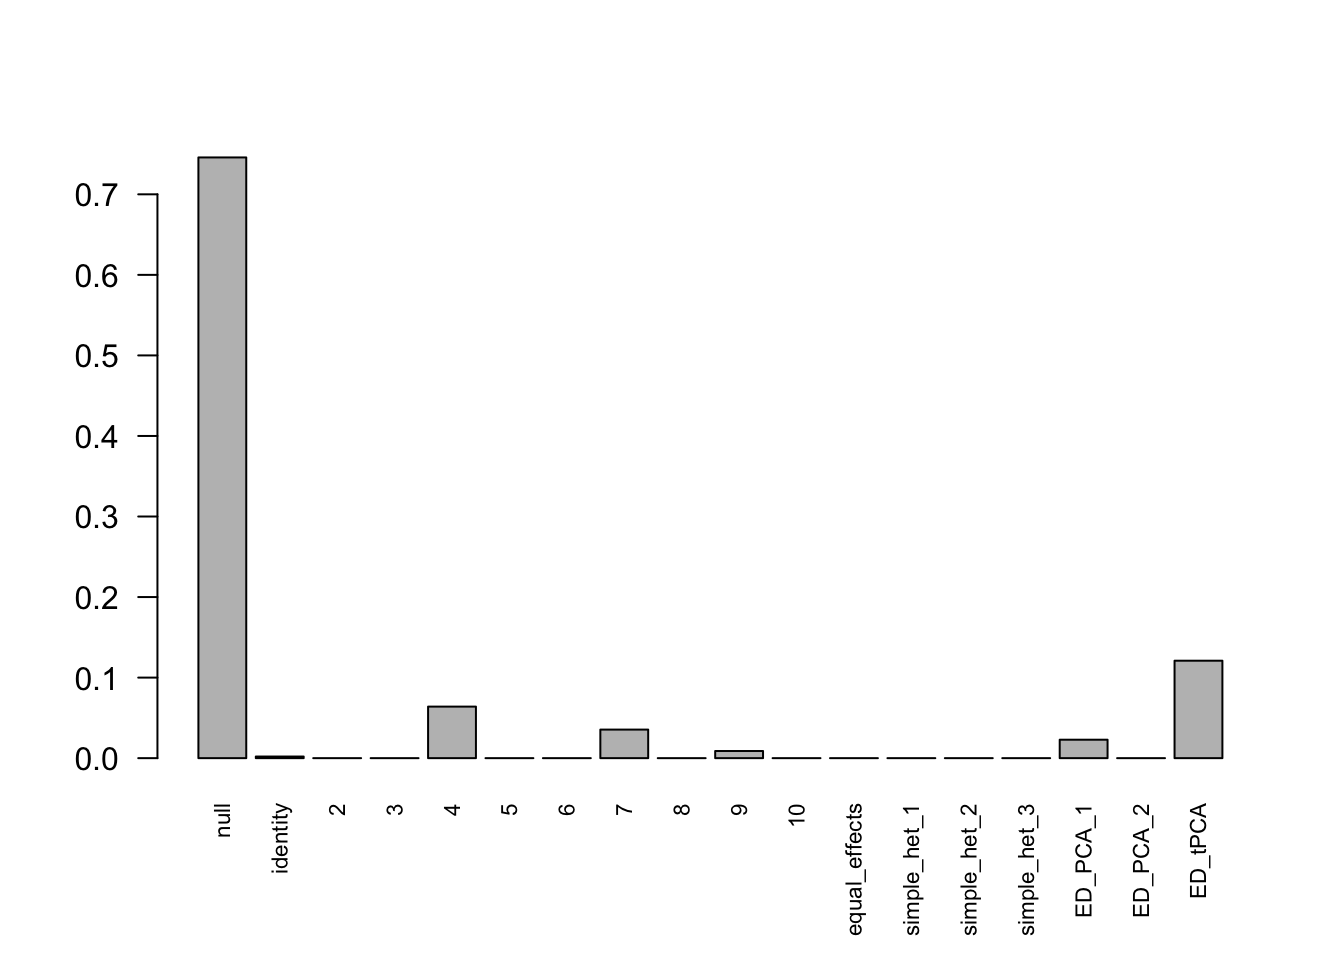 0.7
0.6
0.5
0.4
0.3
0.2
0.1
0.0
null
identity
2
3
4
5
6
7
8
9
10
equal_effects
simple_het_1
simple_het_2
simple_het_3
ED_PCA_1
ED_PCA_2
ED_tPCA